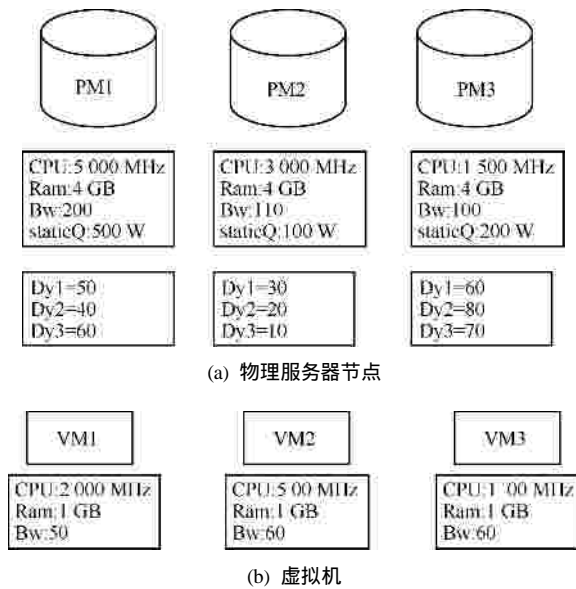 PM1
PM2
PM3
CPU:5 000 MHz
Ram:4 GB
Bw:200
staticQ:500 W
CPU:3 000 MHz
Ram:4 GB
Bw:110
staticQ:100 W
CPU:1 500 MHz
Ram:4 GB
Bw:100
staticQ:200 W
Dy1=50
Dy2=40
Dy3=60
Dy1=30
Dy2=20
Dy3=10
Dy1=60
Dy2=80
Dy3=70
(a) 物理服务器节点
VM1
VM2
VM3
CPU:2 000 MHz
Ram:1 GB
Bw:50
CPU:5 00 MHz
Ram:1 GB
Bw:60
MHz
Ram:1 GB
Bw:60
(b) 虚拟机